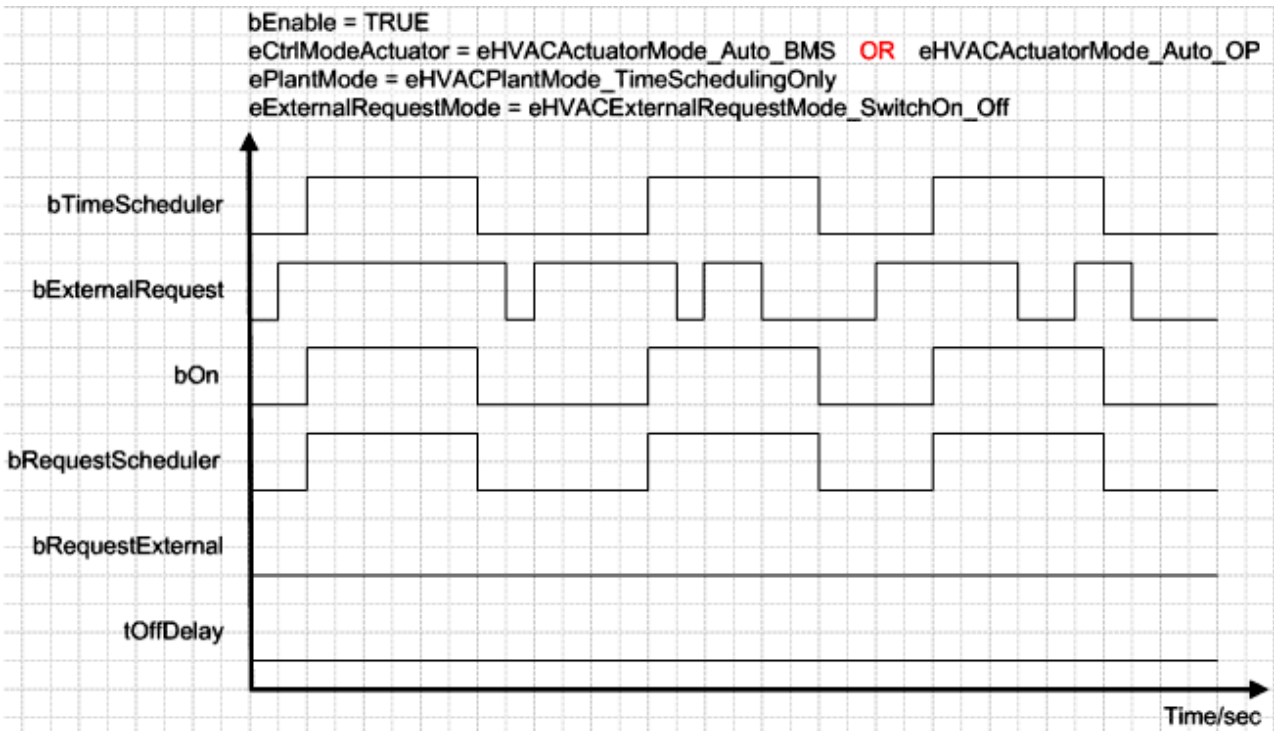 bEnable = TRUE
eCtrlModeActuator = eHVACActuatorMode_Auto_BMS OR eHVACActuatorMode_Auto_OP
ePlantMode = eHVACPlantMode_TimeSchedulingOnly
eExternalRequestMode = eHVACExternalRequestMode_SwitchOn_Off
bTimeScheduler
bExternalRequest
bOn
bRequestScheduler
bRequestExternal
tOffDelay
Time/sec